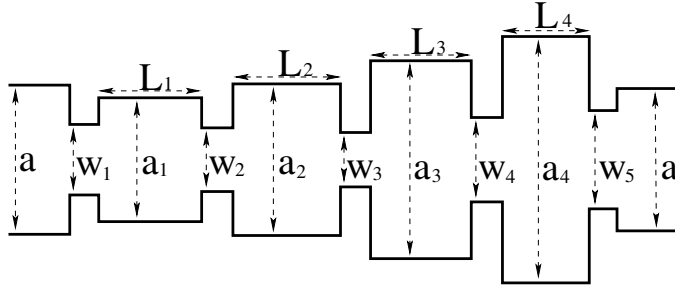 L₁ L₂ L₃ L₄
a w₁ a₁ w₂ a₂ w₃ a₃ w₄ a₄ w₅ a